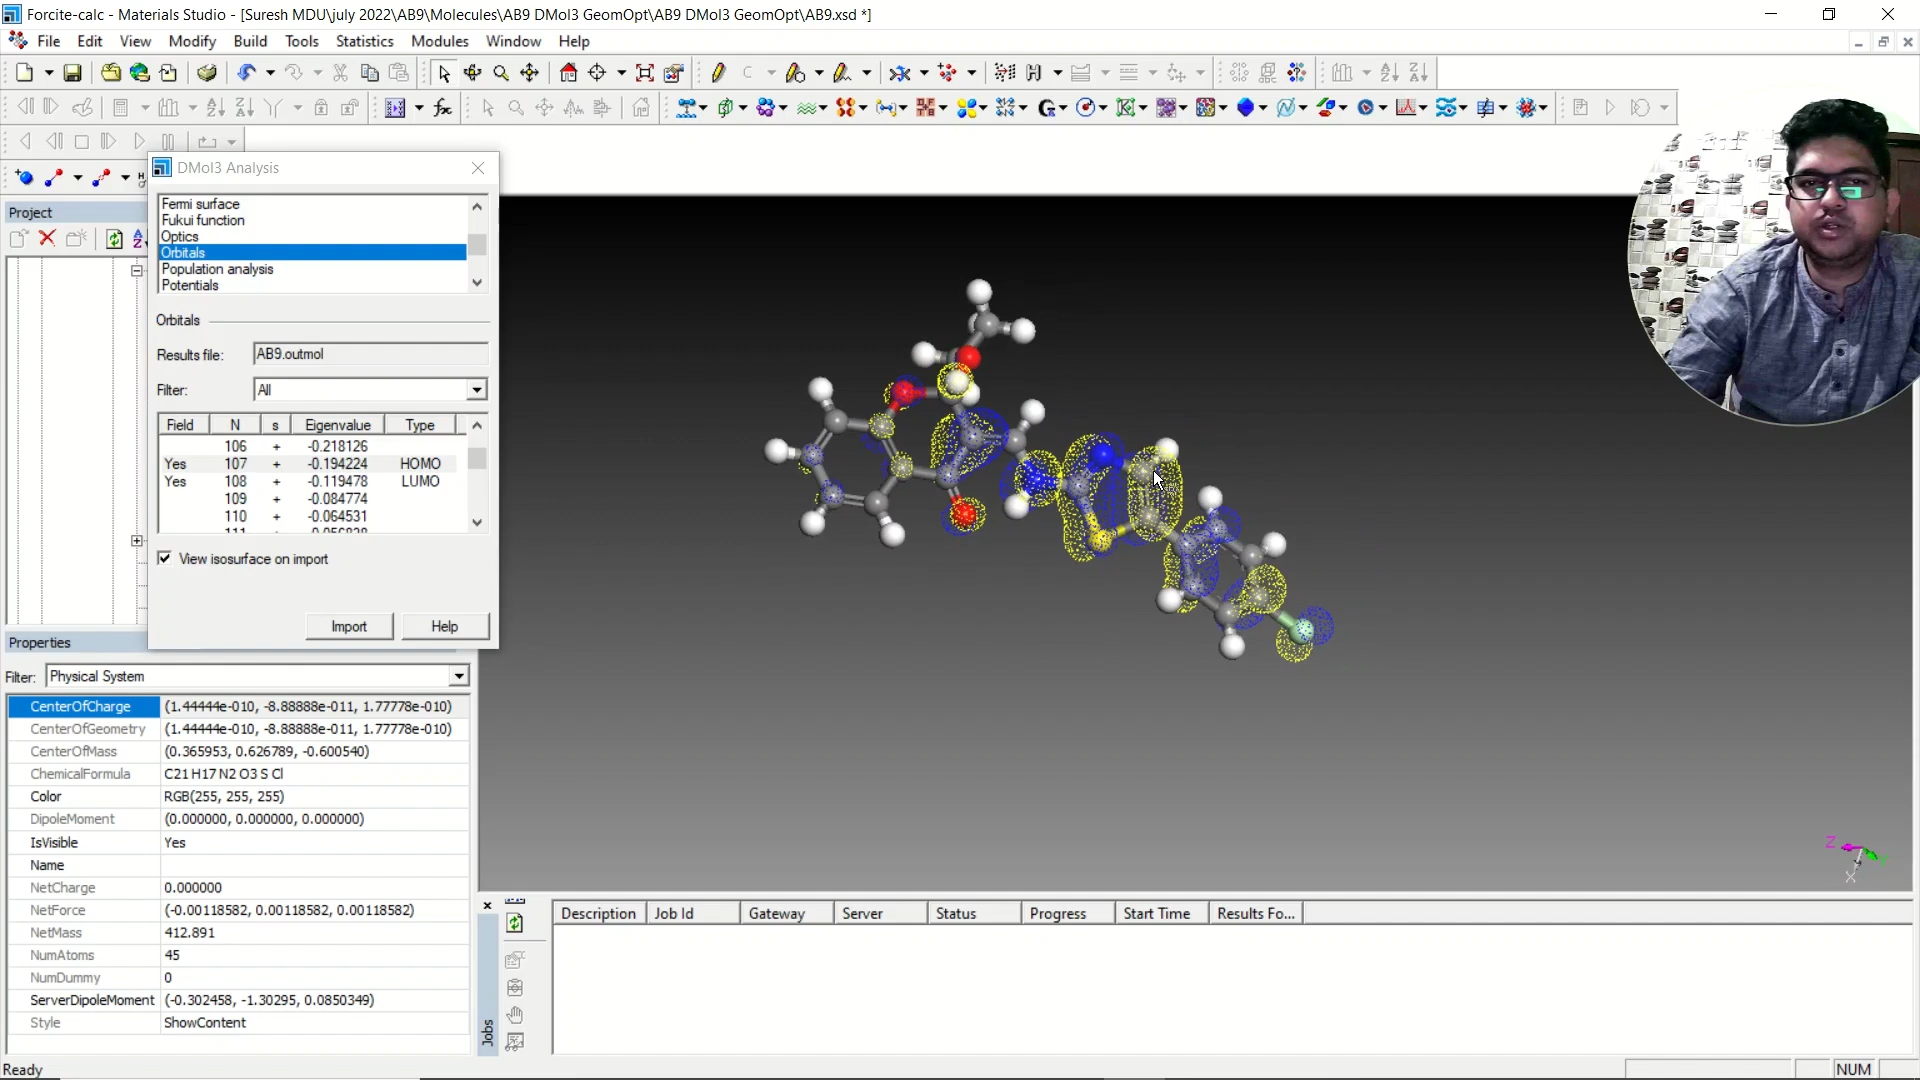 Forcite-calc - Materials Studio - [Suresh MDU\july 2022\AB9\Molecules\AB9 DMol3 GeomOpt\AB9 DMol3 GeomOpt\AB9.xsd *]
File Edit View Modify Build Tools Statistics Modules Window Help
DMol3 Analysis
Project
Fermi surface
Fukui function
Optics
Orbitals
Population analysis
Potentials
Orbitals
Results file: AB9.outmol
Filter: All
Field N s Eigenvalue Type
106 + -0.218126
Yes 107 + -0.194224 HOMO
Yes 108 + -0.119478 LUMO
109 + -0.084774
110 + -0.064531
View isosurface on import
Import Help
Properties
Filter: Physical System
CenterOfCharge (1.44444e-010, -8.88888e-011, 1.77778e-010)
CenterOfGeometry (1.44444e-010, -8.88888e-011, 1.77778e-010)
CenterOfMass (0.365953, 0.626789, -0.600540)
ChemicalFormula C21 H17 N2 O3 S Cl
Color RGB(255, 255, 255)
DipoleMoment (0.000000, 0.000000, 0.000000)
IsVisible Yes
Name
NetCharge 0.000000
NetForce (-0.00118582, 0.00118582, 0.00118582)
NetMass 412.891
NumAtoms 45
NumDummy 0
ServerDipoleMoment (-0.302458, -1.30295, 0.0850349)
Style ShowContent
Z
X
Jobs
Description Job Id Gateway Server Status Progress Start Time Results Fo...
Ready
NUM